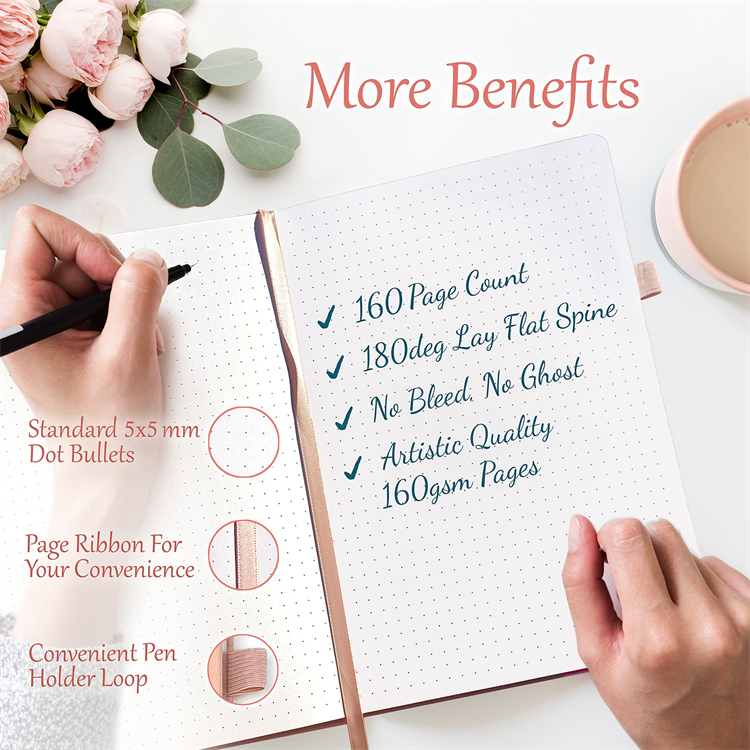 More Benefits
160 Page Count
180deg Lay Flat Spine
No Bleed, No Ghost
Artistic Quality
160gsm Pages
Standard 5x5 mm
Dot Bullets
Page Ribbon For
Your Convenience
Convenient Pen
Holder Loop